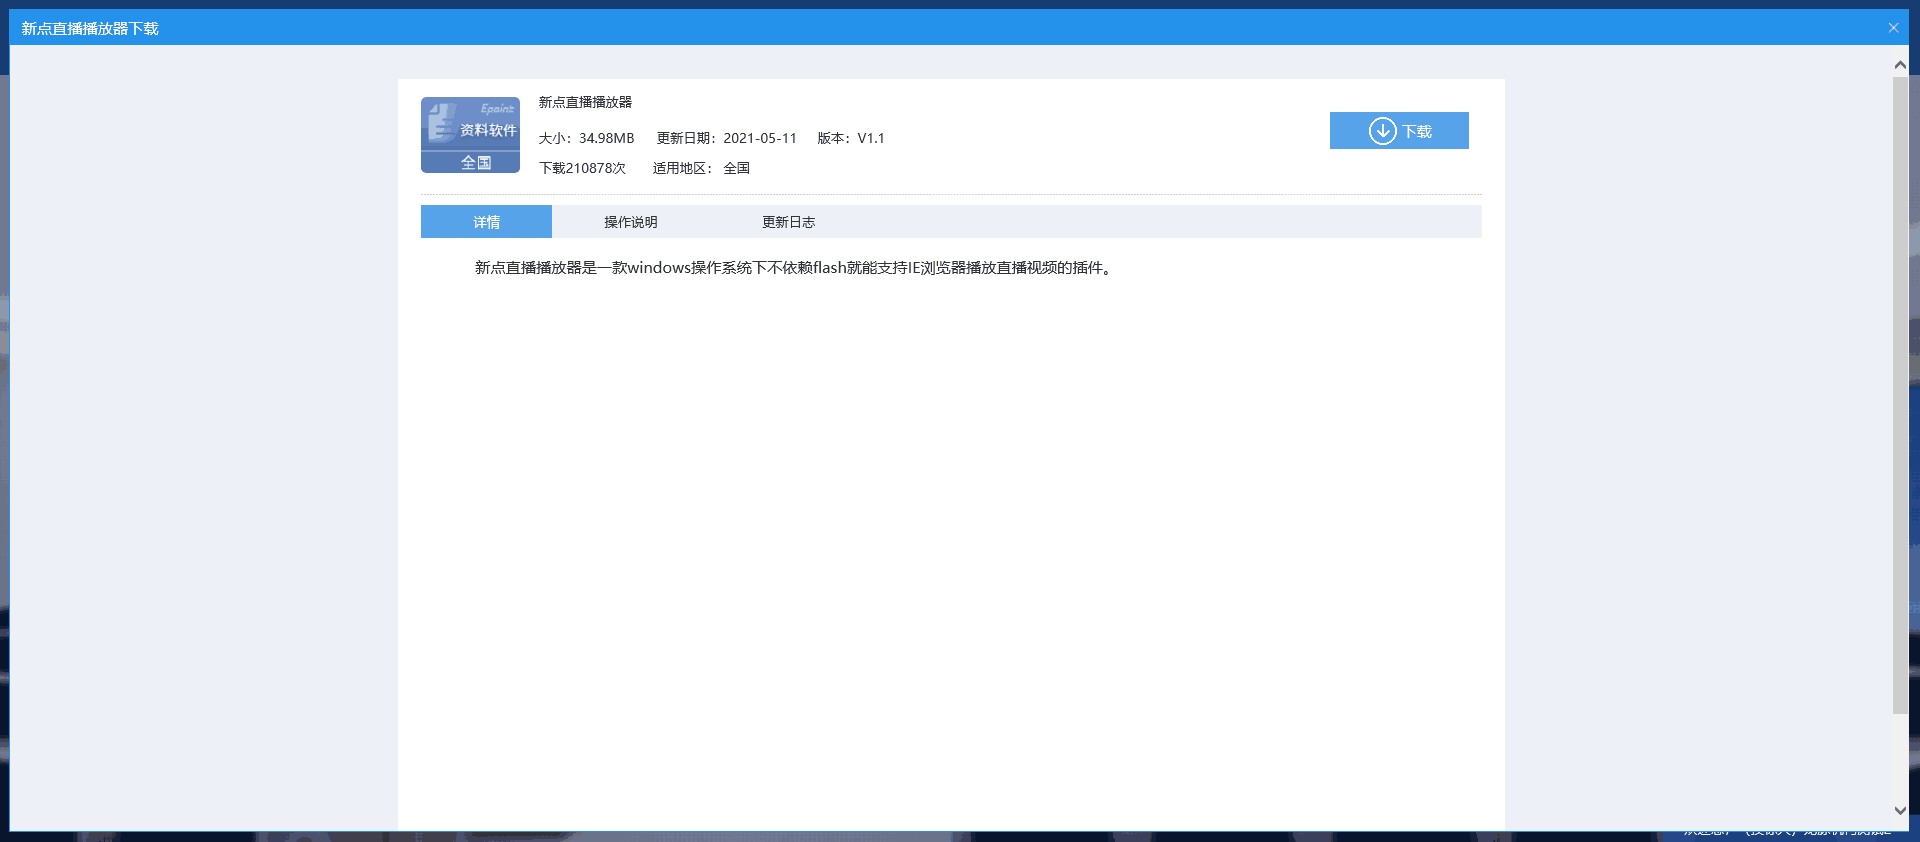 新点直播播放器下载
Epoint
资料软件
全国
新点直播播放器
大小：34.98MB 更新日期：2021-05-11 版本：V1.1
下载210878次 适用地区： 全国
下载
详情 操作说明 更新日志
新点直播播放器是一款windows操作系统下不依赖flash就能支持IE浏览器播放直播视频的插件。